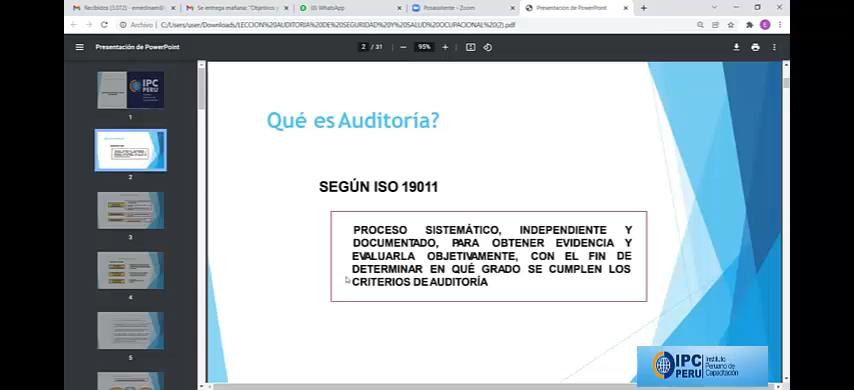 Recibidos (3.072) - emedinam@
Se entrega mañana: "Objetivos y
(0) WhatsApp
Posasistente - Zoom
Presentación de PowerPoint
Archivo | C:/Users/user/Downloads/LECCION%20AUDITORIA%20DE%20SEGURIDAD%20Y%20SALUD%20OCUPACIONAL%20(2).pdf
E
Presentación de PowerPoint
2 / 31
95%
IPC PERU
1
2
3
4
5
Qué es Auditoría?
SEGÚN ISO 19011
PROCESO SISTEMÁTICO, INDEPENDIENTE Y
DOCUMENTADO, PARA OBTENER EVIDENCIA Y
EVALUARLA OBJETIVAMENTE, CON EL FIN DE
DETERMINAR EN QUÉ GRADO SE CUMPLEN LOS
CRITERIOS DE AUDITORÍA
IPC PERU
Instituto
Peruano de
Capacitación